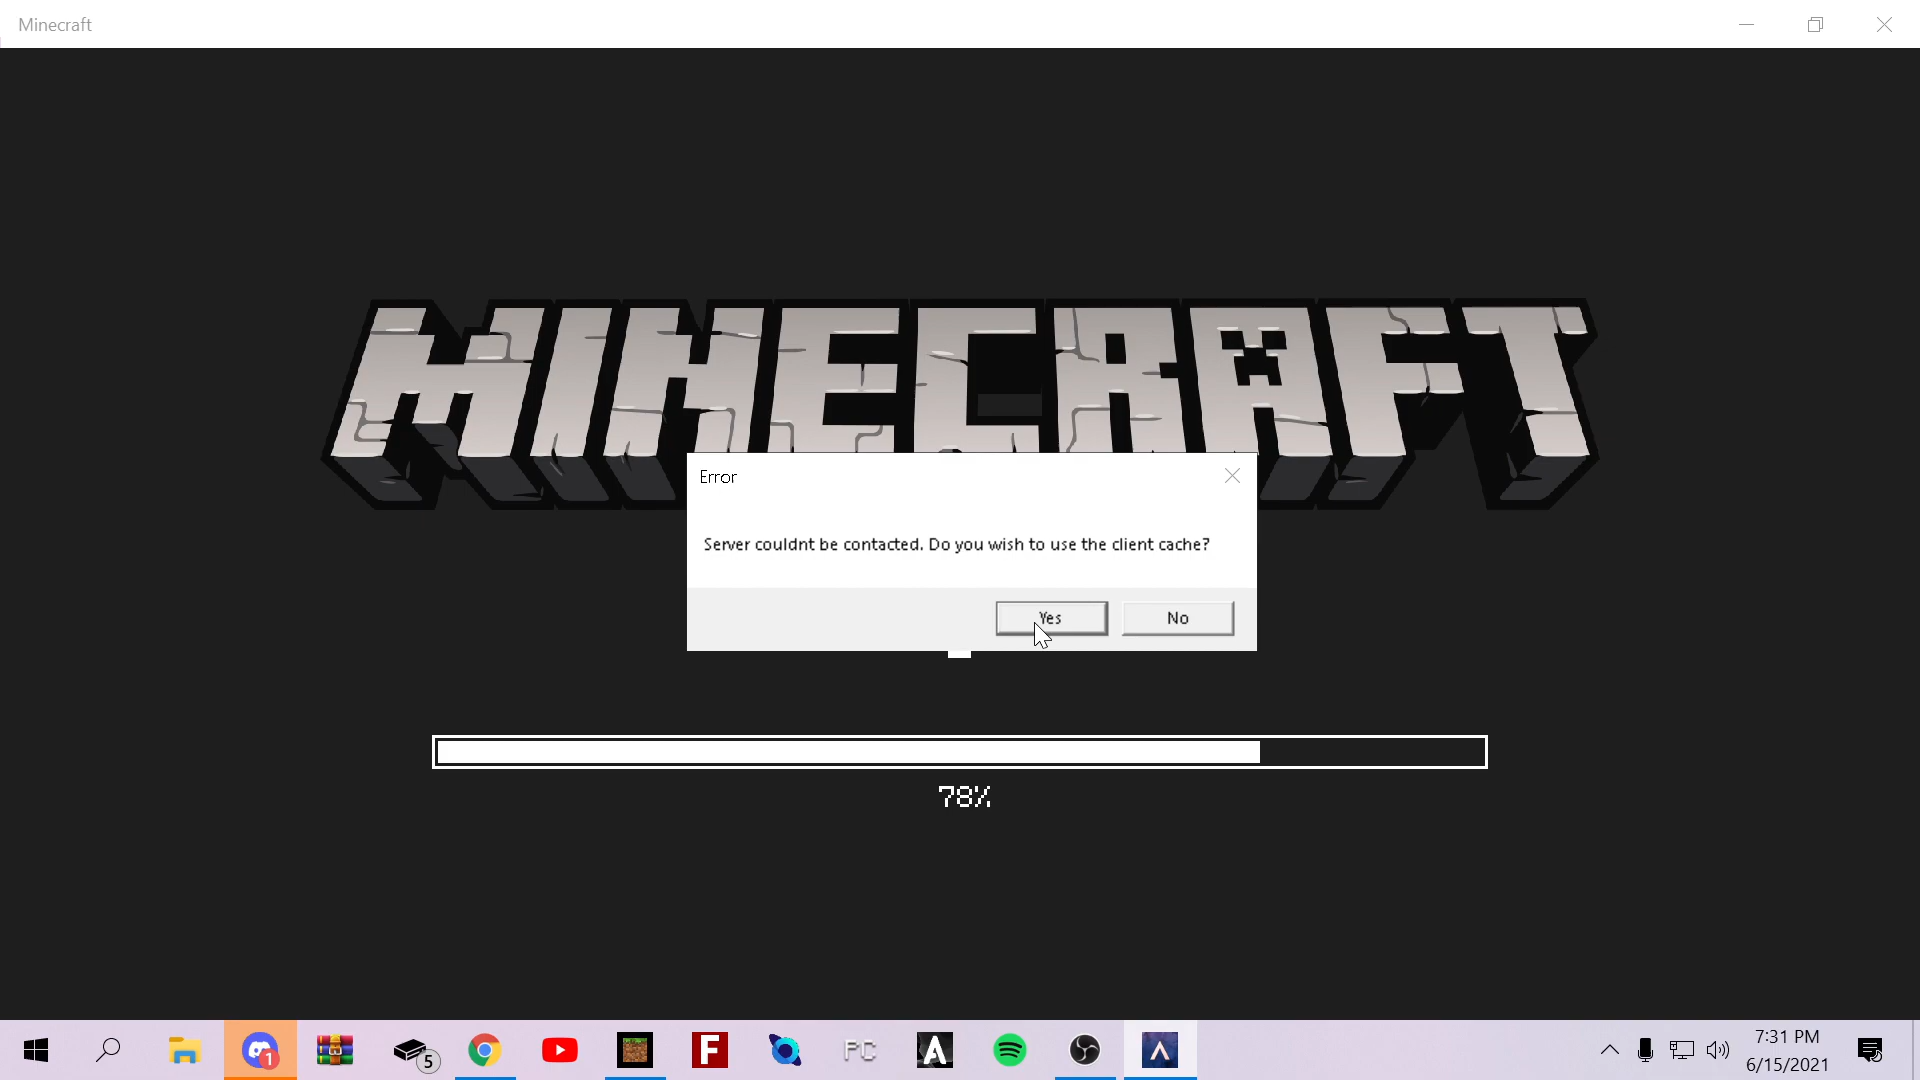 Minecraft
MINECRAFT
Error
Server couldnt be contacted. Do you wish to use the client cache?
Yes
No
78%
1
5
F
PC
A
7:31 PM
6/15/2021